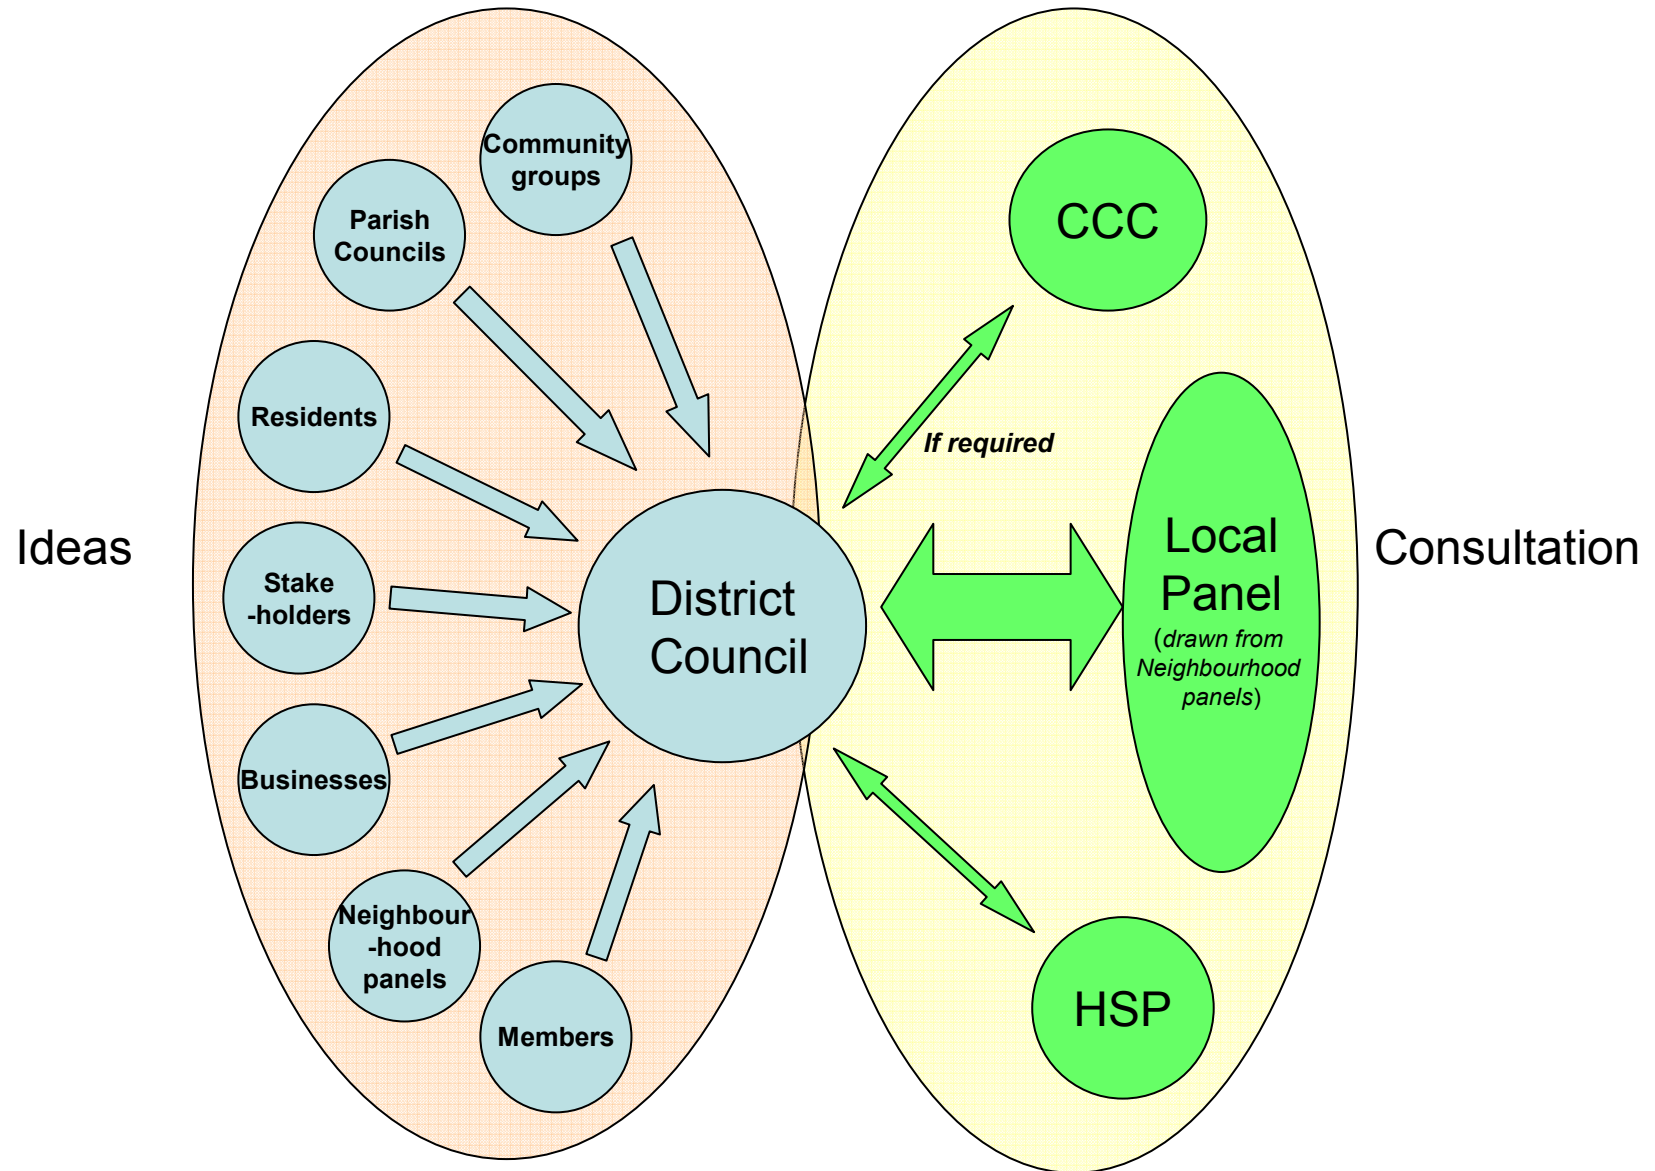 Ideas
Community
groups
Parish
Councils
Residents
Stake
-holders
Businesses
Neighbour
-hood
panels
Members
District
Council
CCC
If required
Local
Panel
(drawn from
Neighbourhood
panels)
HSP
Consultation